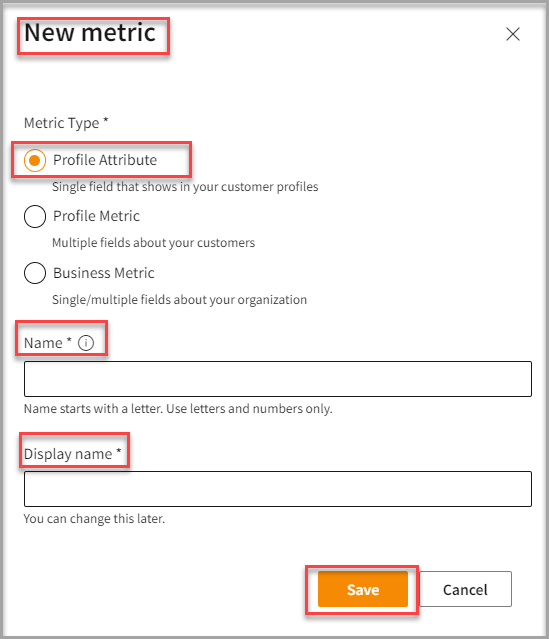 New metric
Metric Type *
Profile Attribute
Single field that shows in your customer profiles
Profile Metric
Multiple fields about your customers
Business Metric
Single/multiple fields about your organization
Name *
Name starts with a letter. Use letters and numbers only.
Display name *
You can change this later.
Save Cancel